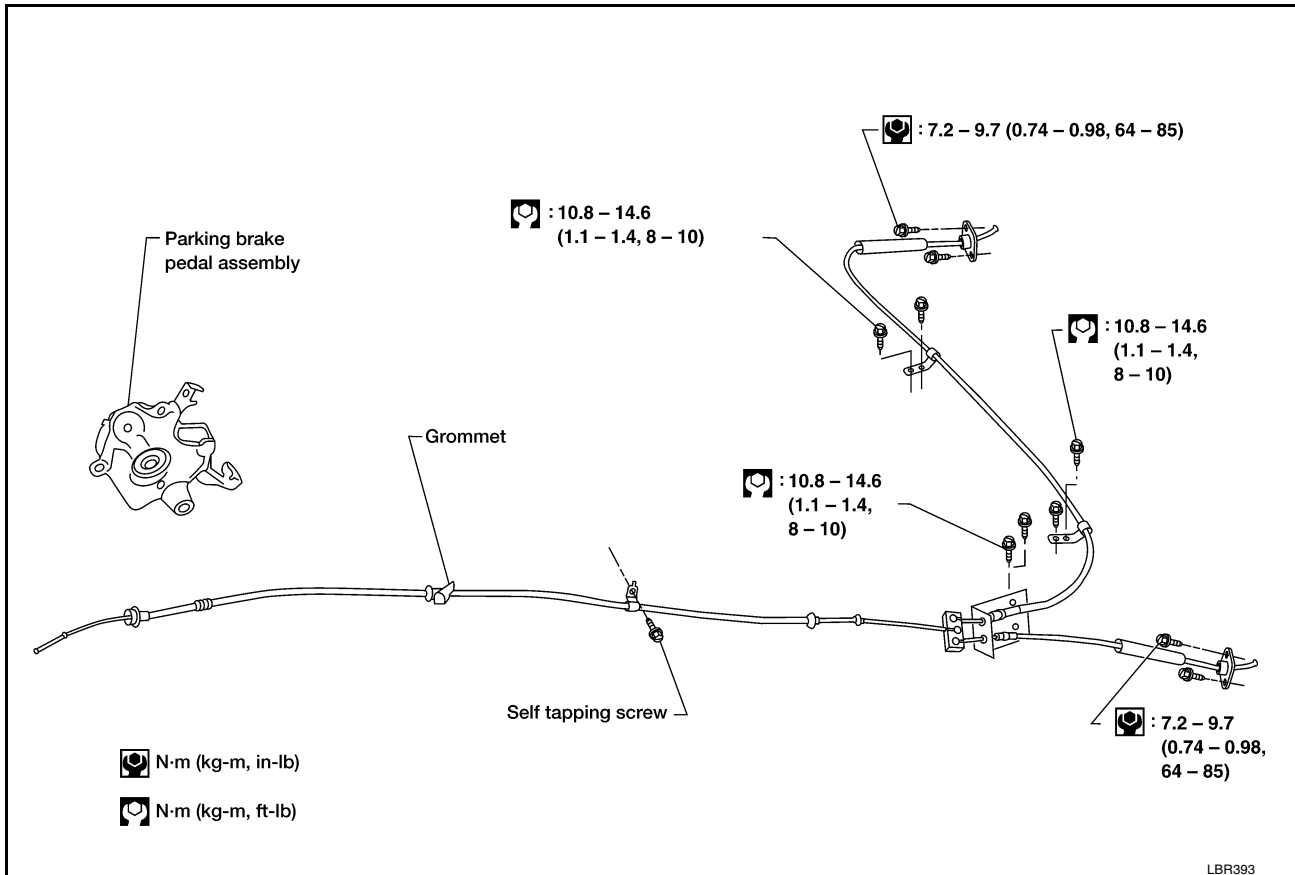 : 7.2 – 9.7 (0.74 – 0.98, 64 – 85)
: 10.8 – 14.6
(1.1 – 1.4, 8 – 10)
Parking brake
pedal assembly
: 10.8 – 14.6
(1.1 – 1.4,
8 – 10)
Grommet
: 10.8 – 14.6
(1.1 – 1.4,
8 – 10)
Self tapping screw
: 7.2 – 9.7
(0.74 – 0.98,
64 – 85)
N·m (kg-m, in-lb)
N·m (kg-m, ft-lb)
LBR393